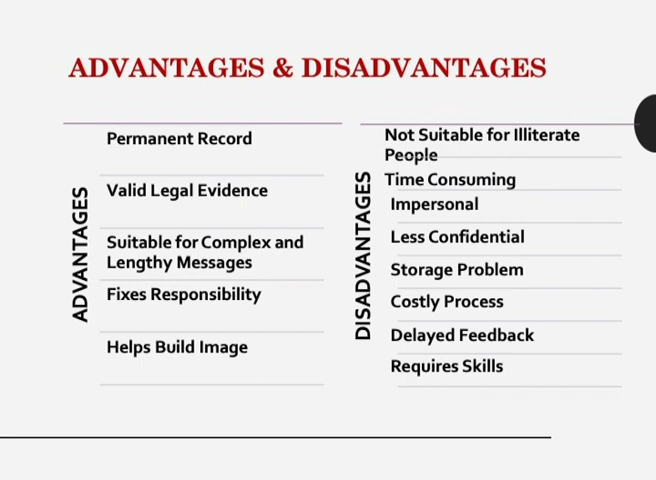 ADVANTAGES & DISADVANTAGES
ADVANTAGES
Permanent Record
Valid Legal Evidence
Suitable for Complex and
Lengthy Messages
Fixes Responsibility
Helps Build Image
DISADVANTAGES
Not Suitable for Illiterate
People
Time Consuming
Impersonal
Less Confidential
Storage Problem
Costly Process
Delayed Feedback
Requires Skills